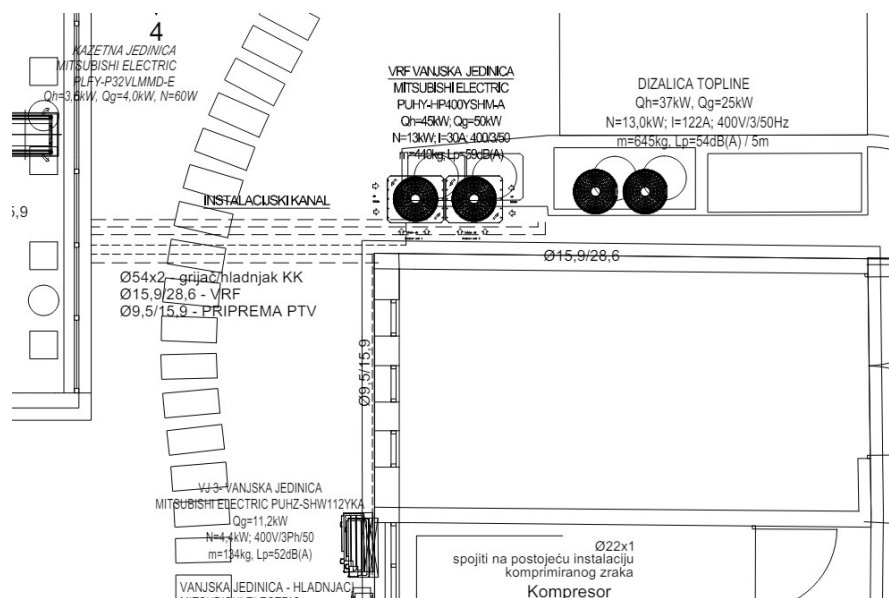 4
KAZETNA JEDINICA
MITSUBISHI ELECTRIC
PLFY-P32VLMMD-E
Qh=3,6kW, Qg=4,0kW, N=60W
VRF VANJSKA JEDINICA
MITSUBISHI ELECTRIC
PUHY-HP400YSHM-A
Qh=45kW; Qg=50kW
N=13kW; I=30A; 400/3/50
m=440kg, Lp=59dB(A)
DIZALICA TOPLINE
Qh=37kW, Qg=25kW
N=13,0kW; I=122A; 400V/3/50Hz
m=645kg, Lp=54dB(A) / 5m
INSTALACIJSKI KANAL
5,9
Ø15,9/28,6
Ø54x2 - grijač/hladnjak KK
Ø15,9/28,6 - VRF
Ø9,5/15,9 - PRIPREMA PTV
Ø9,5/15,9
VJ 3- VANJSKA JEDINICA
MITSUBISHI ELECTRIC PUHZ-SHW112YKA
Qg=11,2kW
N=4,4kW; 400V/3Ph/50
m=134kg, Lp=52dB(A)
VANJSKA JEDINICA - HLADNJAČI
MITSUBISHI ELECTRIC
Ø22x1
spojiti na postojeću instalaciju
komprimiranog zraka
Kompresor